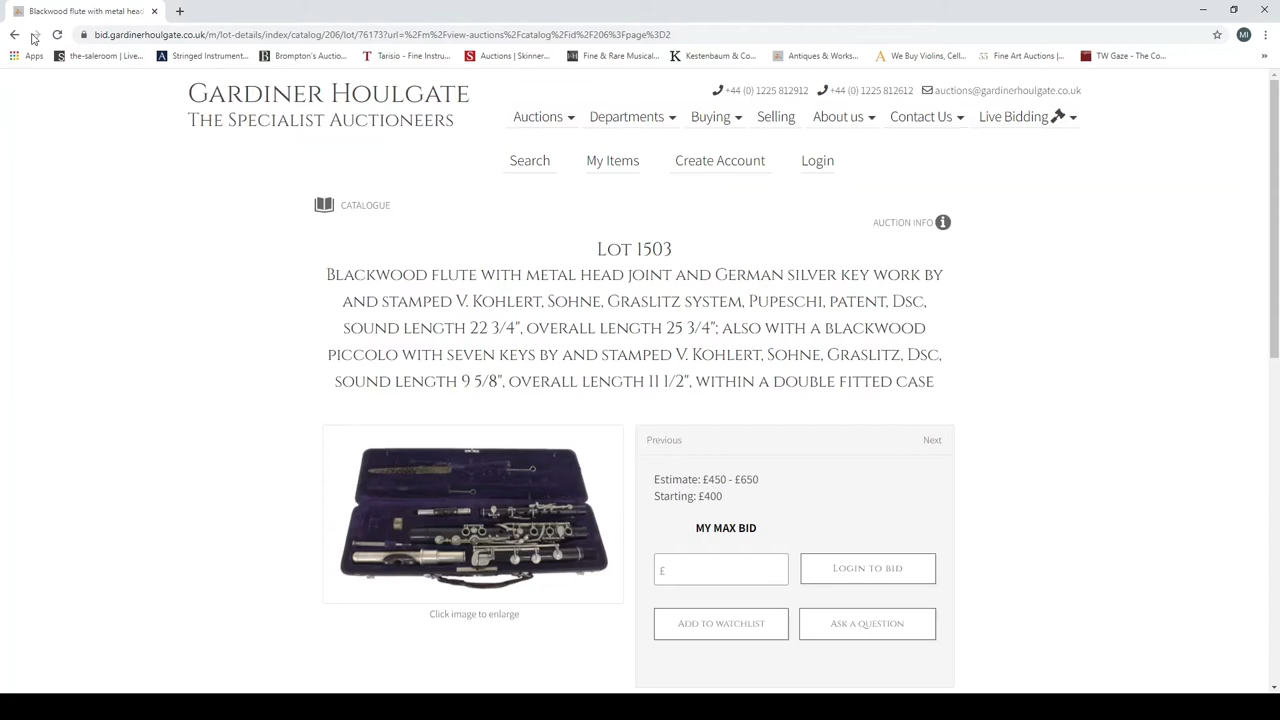 Blackwood flute with metal head
bid.gardinerhoulgate.co.uk/m/lot-details/index/catalog/206/lot/76173?url=%2Fm%2Fview-auctions%2Fcatalog%2Fid%2F206%3Fpage%3D2
MI
Apps
the-saleroom | Live...
Stringed Instrument...
Brompton's Auctio...
Tarisio - Fine Instru...
Auctions | Skinner...
Fine & Rare Musical...
Kestenbaum & Co...
Antiques & Works...
We Buy Violins, Cell...
Fine Art Auctions |...
TW Gaze - The Co...
GARDINER HOULGATE
THE SPECIALIST AUCTIONEERS
+44 (0) 1225 812912
+44 (0) 1225 812612
auctions@gardinerhoulgate.co.uk
Auctions
Departments
Buying
Selling
About us
Contact Us
Live Bidding
Search
My Items
Create Account
Login
CATALOGUE
AUCTION INFO
Lot 1503
Blackwood flute with metal head joint and German silver key work by
and stamped V. Kohlert, Sohne, Graslitz system, Pupeschi, patent, Dsc,
sound length 22 3/4", overall length 25 3/4"; also with a blackwood
piccolo with seven keys by and stamped V. Kohlert, Sohne, Graslitz, Dsc,
sound length 9 5/8", overall length 11 1/2", within a double fitted case
Previous
Next
Estimate: £450 - £650
Starting: £400
MY MAX BID
£
Login to bid
Add to watchlist
Ask a question
Click image to enlarge